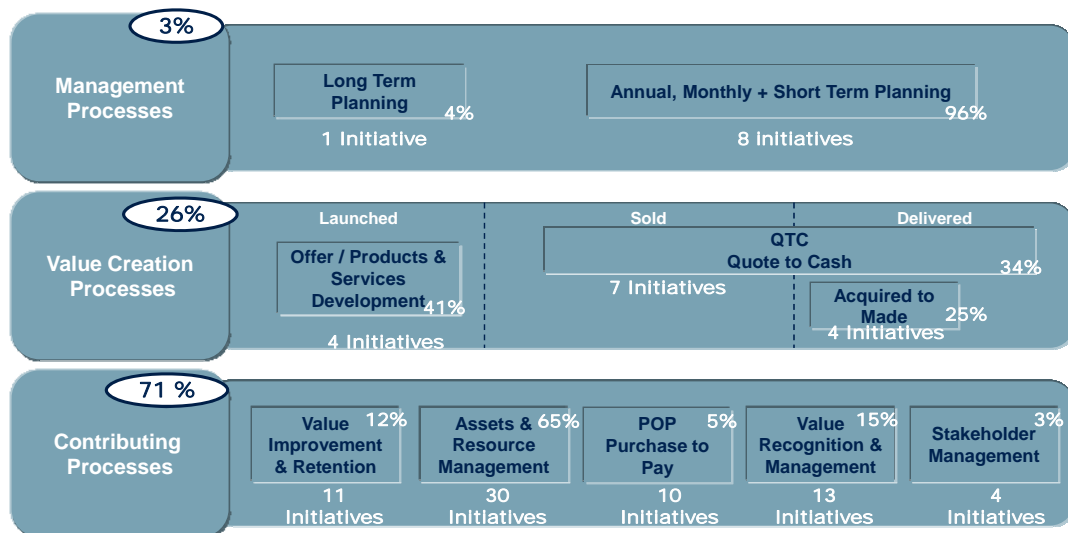 3%
Management
Processes
Long Term
Planning
4%
1 Initiative
Annual, Monthly + Short Term Planning
96%
8 Initiatives
26%
Value Creation
Processes
Launched
Sold
Delivered
Offer / Products &
Services
Development
41%
4 Initiatives
QTC
Quote to Cash
34%
7 Initiatives
Acquired to
Made
25%
4 Initiatives
71 %
Contributing
Processes
Value
Improvement
& Retention
12%
11
Initiatives
Assets &
Resource
Management
65%
30
Initiatives
POP
Purchase to
Pay
5%
10
Initiatives
Value
Recognition &
Management
15%
13
Initiatives
Stakeholder
Management
3%
4
Initiatives